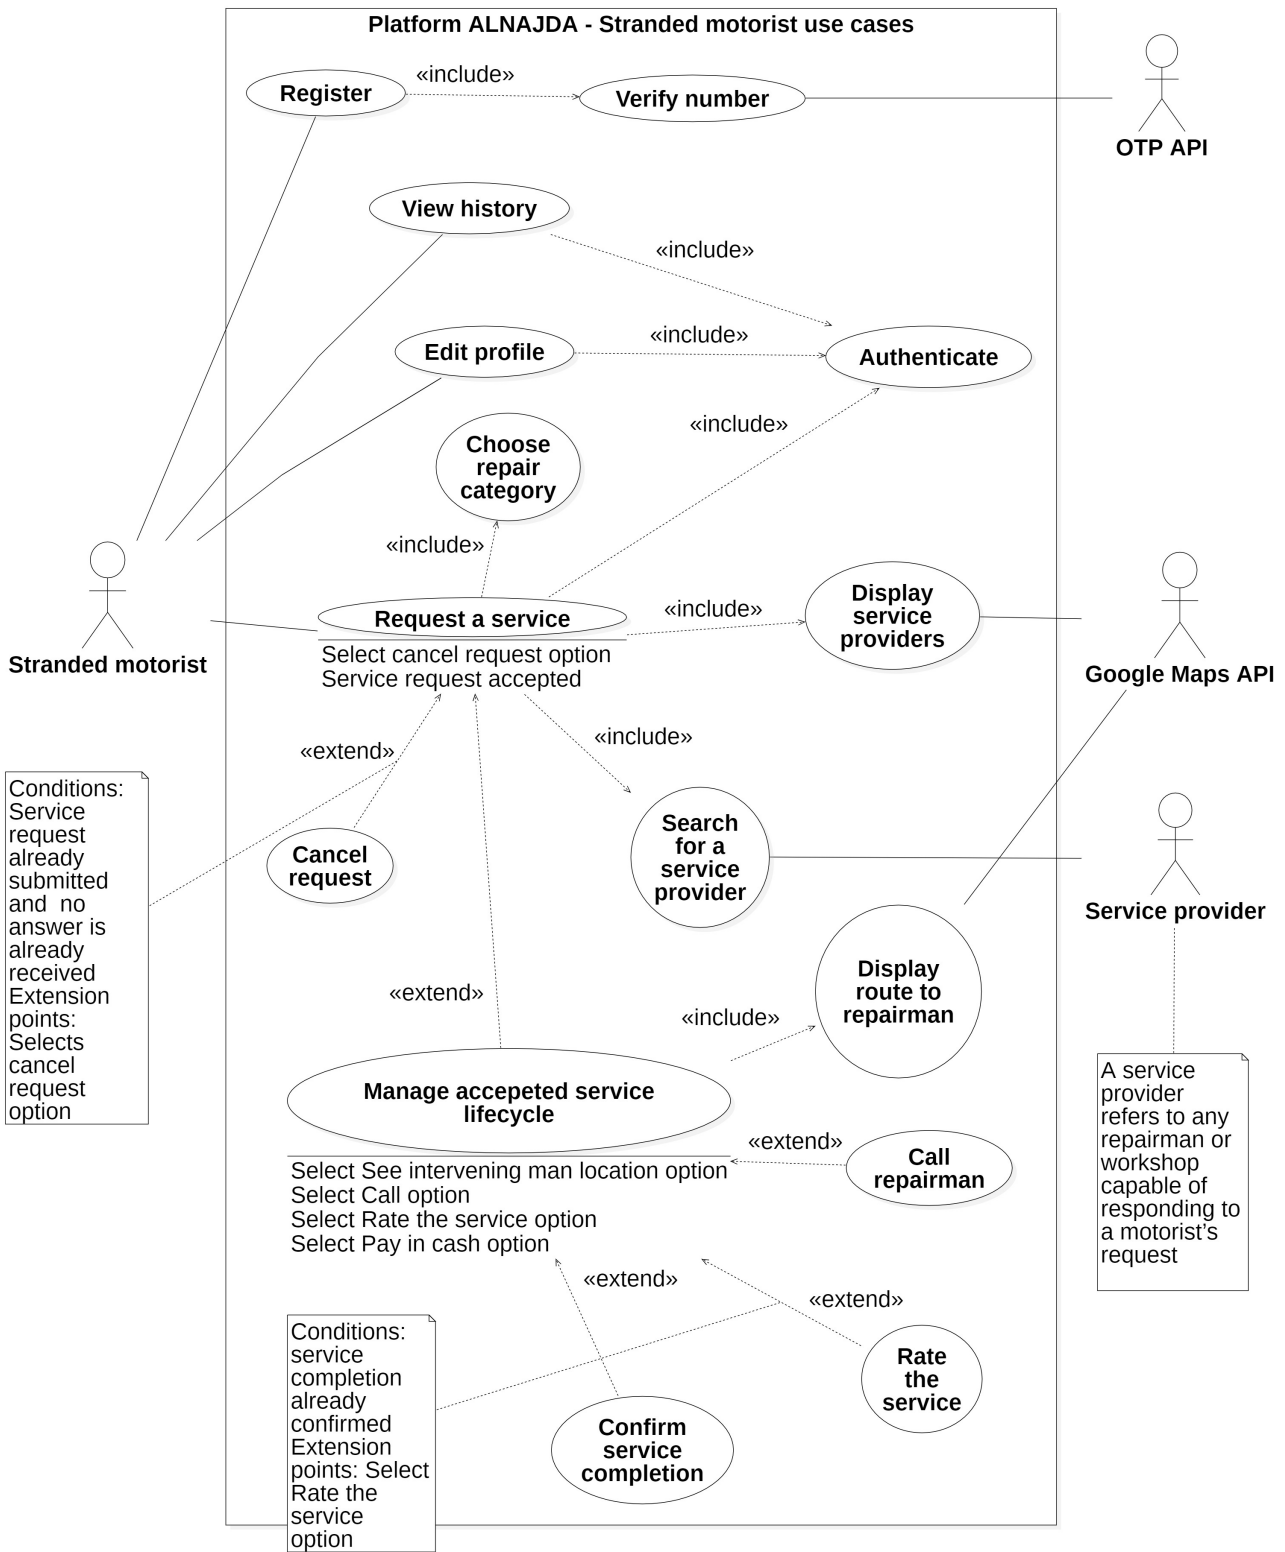 Platform ALNAJDA - Stranded motorist use cases
Register
«include»
Verify number
OTP API
View history
«include»
Edit profile
«include»
Authenticate
Choose
repair
category
«include»
«include»
Stranded motorist
Request a service
Select cancel request option
Service request accepted
«include»
Display
service
providers
Google Maps API
«extend»
«include»
Conditions:
Service
request
already
submitted
and  no
answer is
already
received
Extension
points:
Selects
cancel
request
option
Cancel
request
Search
for a
service
provider
Service provider
«extend»
«include»
Display
route to
repairman
Manage accepeted service
lifecycle
Select See intervening man location option
Select Call option
Select Rate the service option
Select Pay in cash option
«extend»
Call
repairman
A service
provider
refers to any
repairman or
workshop
capable of
responding to
a motorist’s
request
«extend»
«extend»
Conditions:
service
completion
already
confirmed
Extension
points: Select
Rate the
service
option
Confirm
service
completion
Rate
the
service